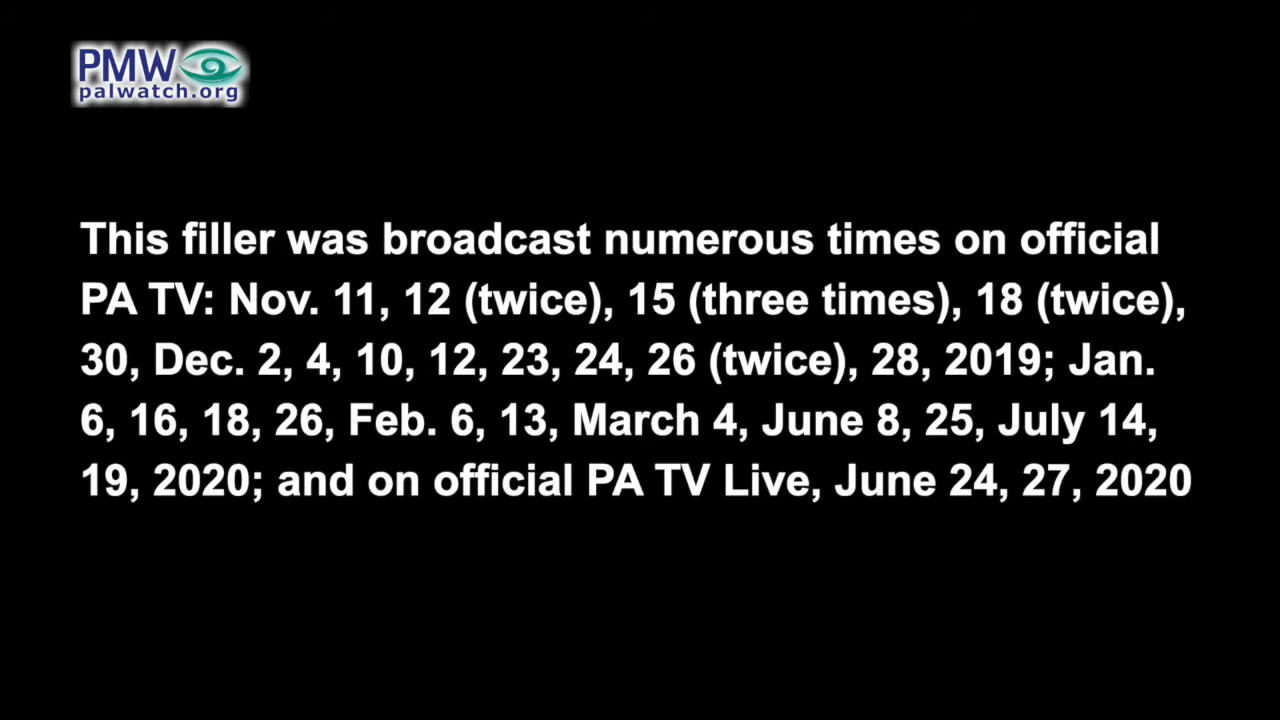 PMW
palwatch.org
This filler was broadcast numerous times on official
PA TV: Nov. 11, 12 (twice), 15 (three times), 18 (twice),
30, Dec. 2, 4, 10, 12, 23, 24, 26 (twice), 28, 2019; Jan.
6, 16, 18, 26, Feb. 6, 13, March 4, June 8, 25, July 14,
19, 2020; and on official PA TV Live, June 24, 27, 2020